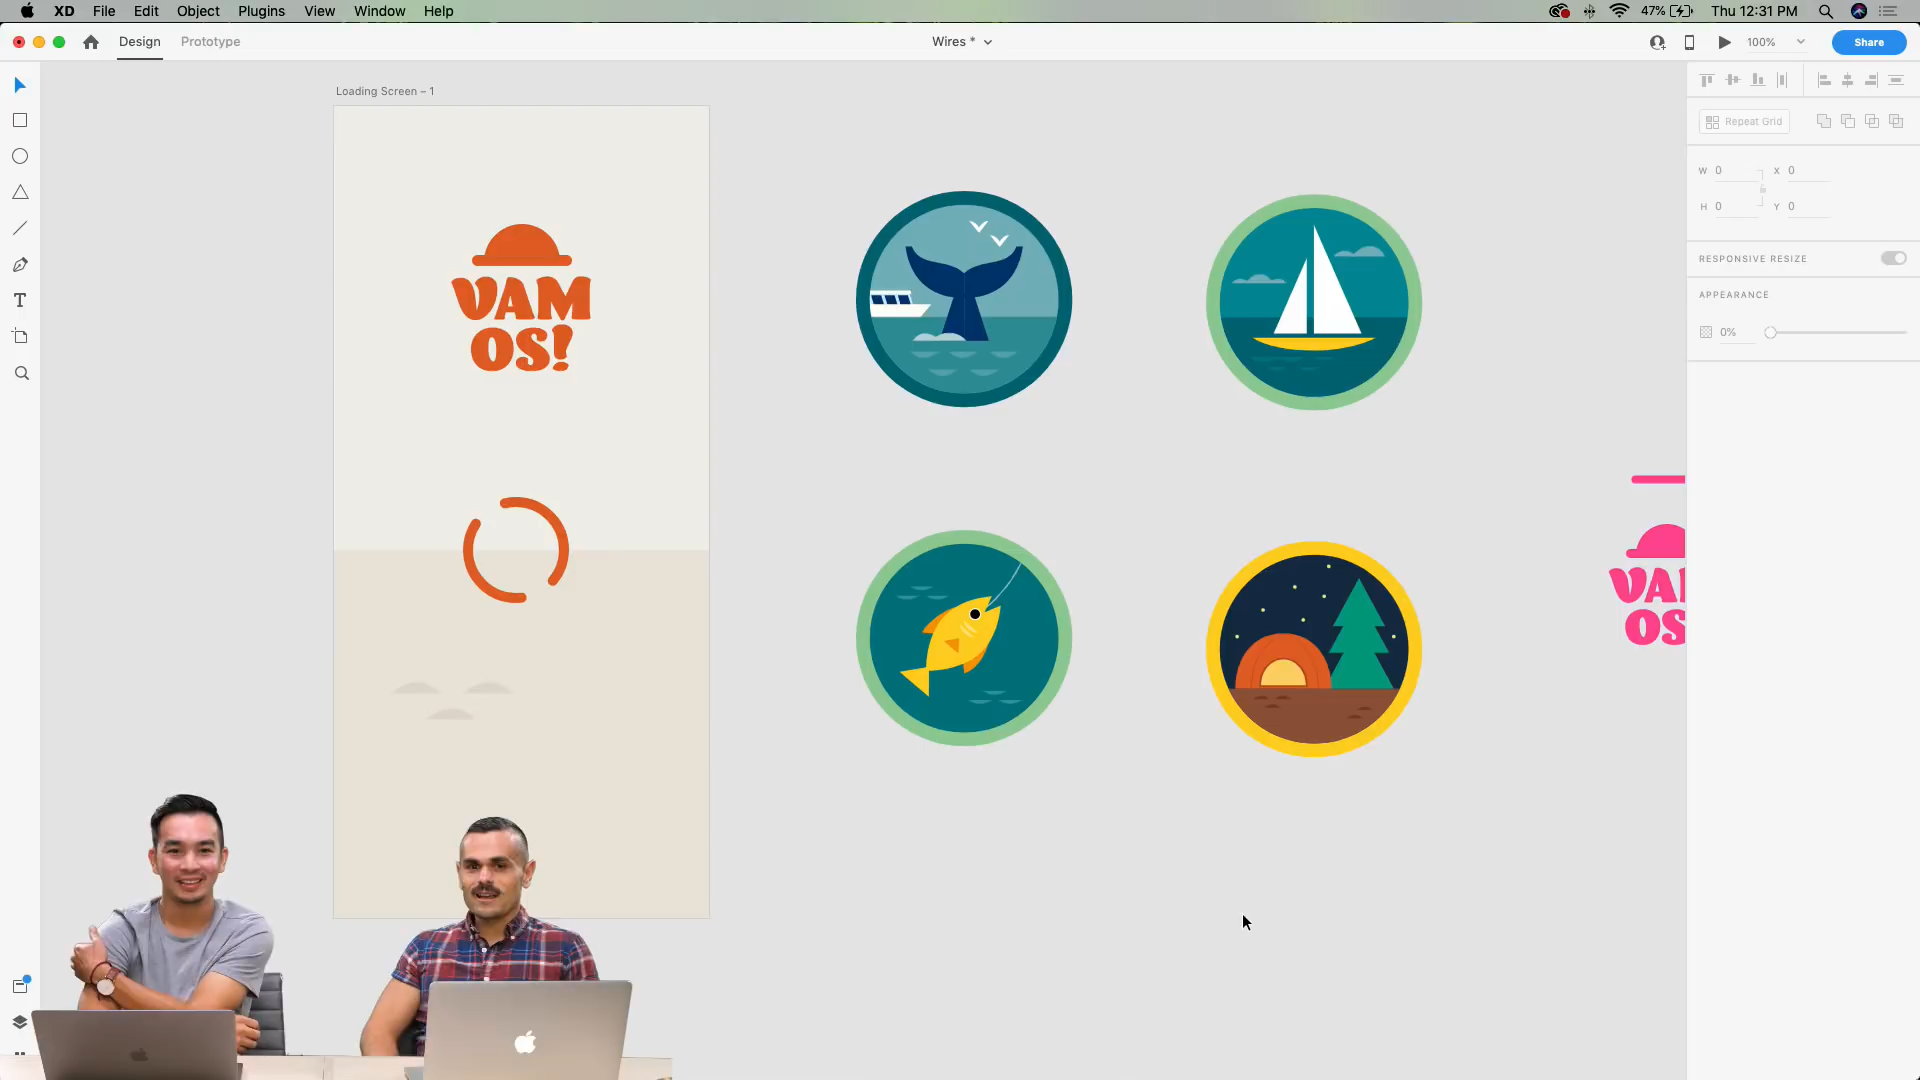 XD File Edit Object Plugins View Window Help
47% Thu 12:31 PM
Design Prototype
Wires *
100%
Share
Loading Screen – 1
Repeat Grid
W 0 X 0
H 0 Y 0
RESPONSIVE RESIZE
APPEARANCE
0%
VAM
OS!
T
VA
OS